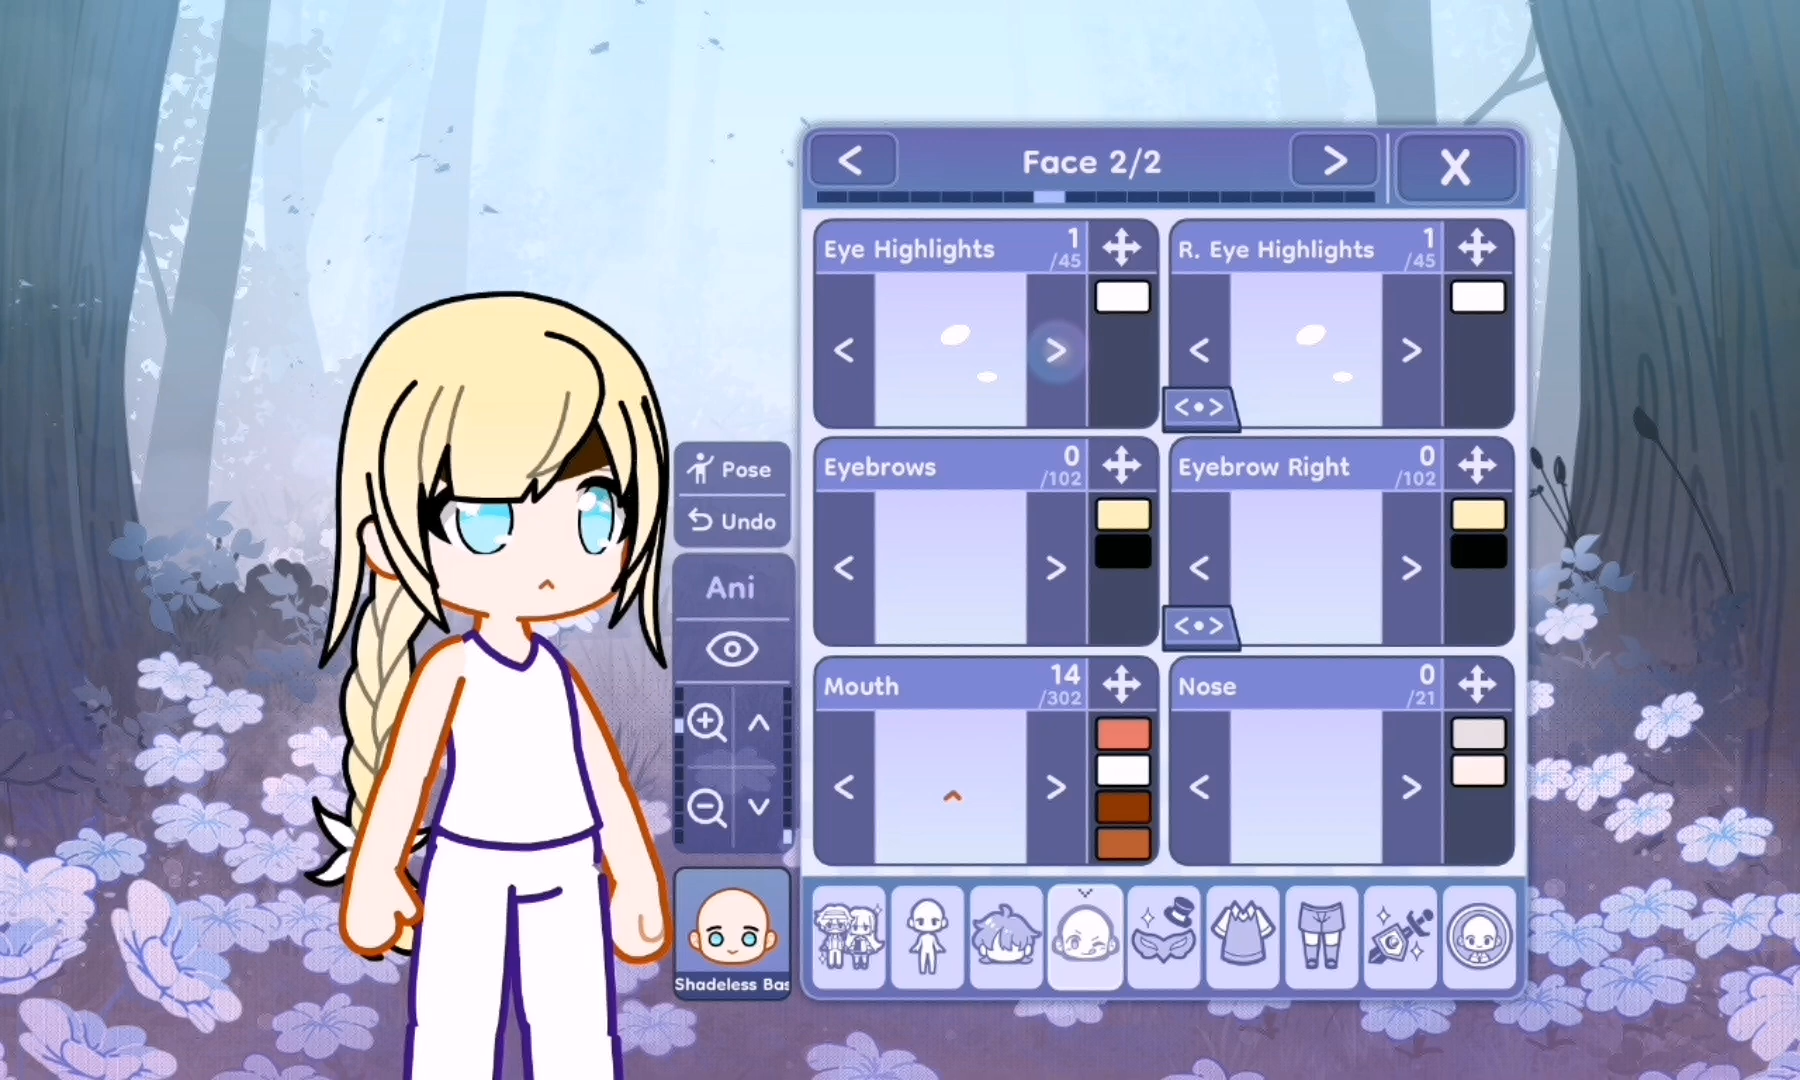 < Face 2/2 > X
Eye Highlights 1/45
R. Eye Highlights 1/45
< >
< >
<•>
Pose
Undo
Eyebrows 0/102
Eyebrow Right 0/102
< >
< >
<•>
Ani
Mouth 14/302
Nose 0/21
< >
< >
Shadeless Bas